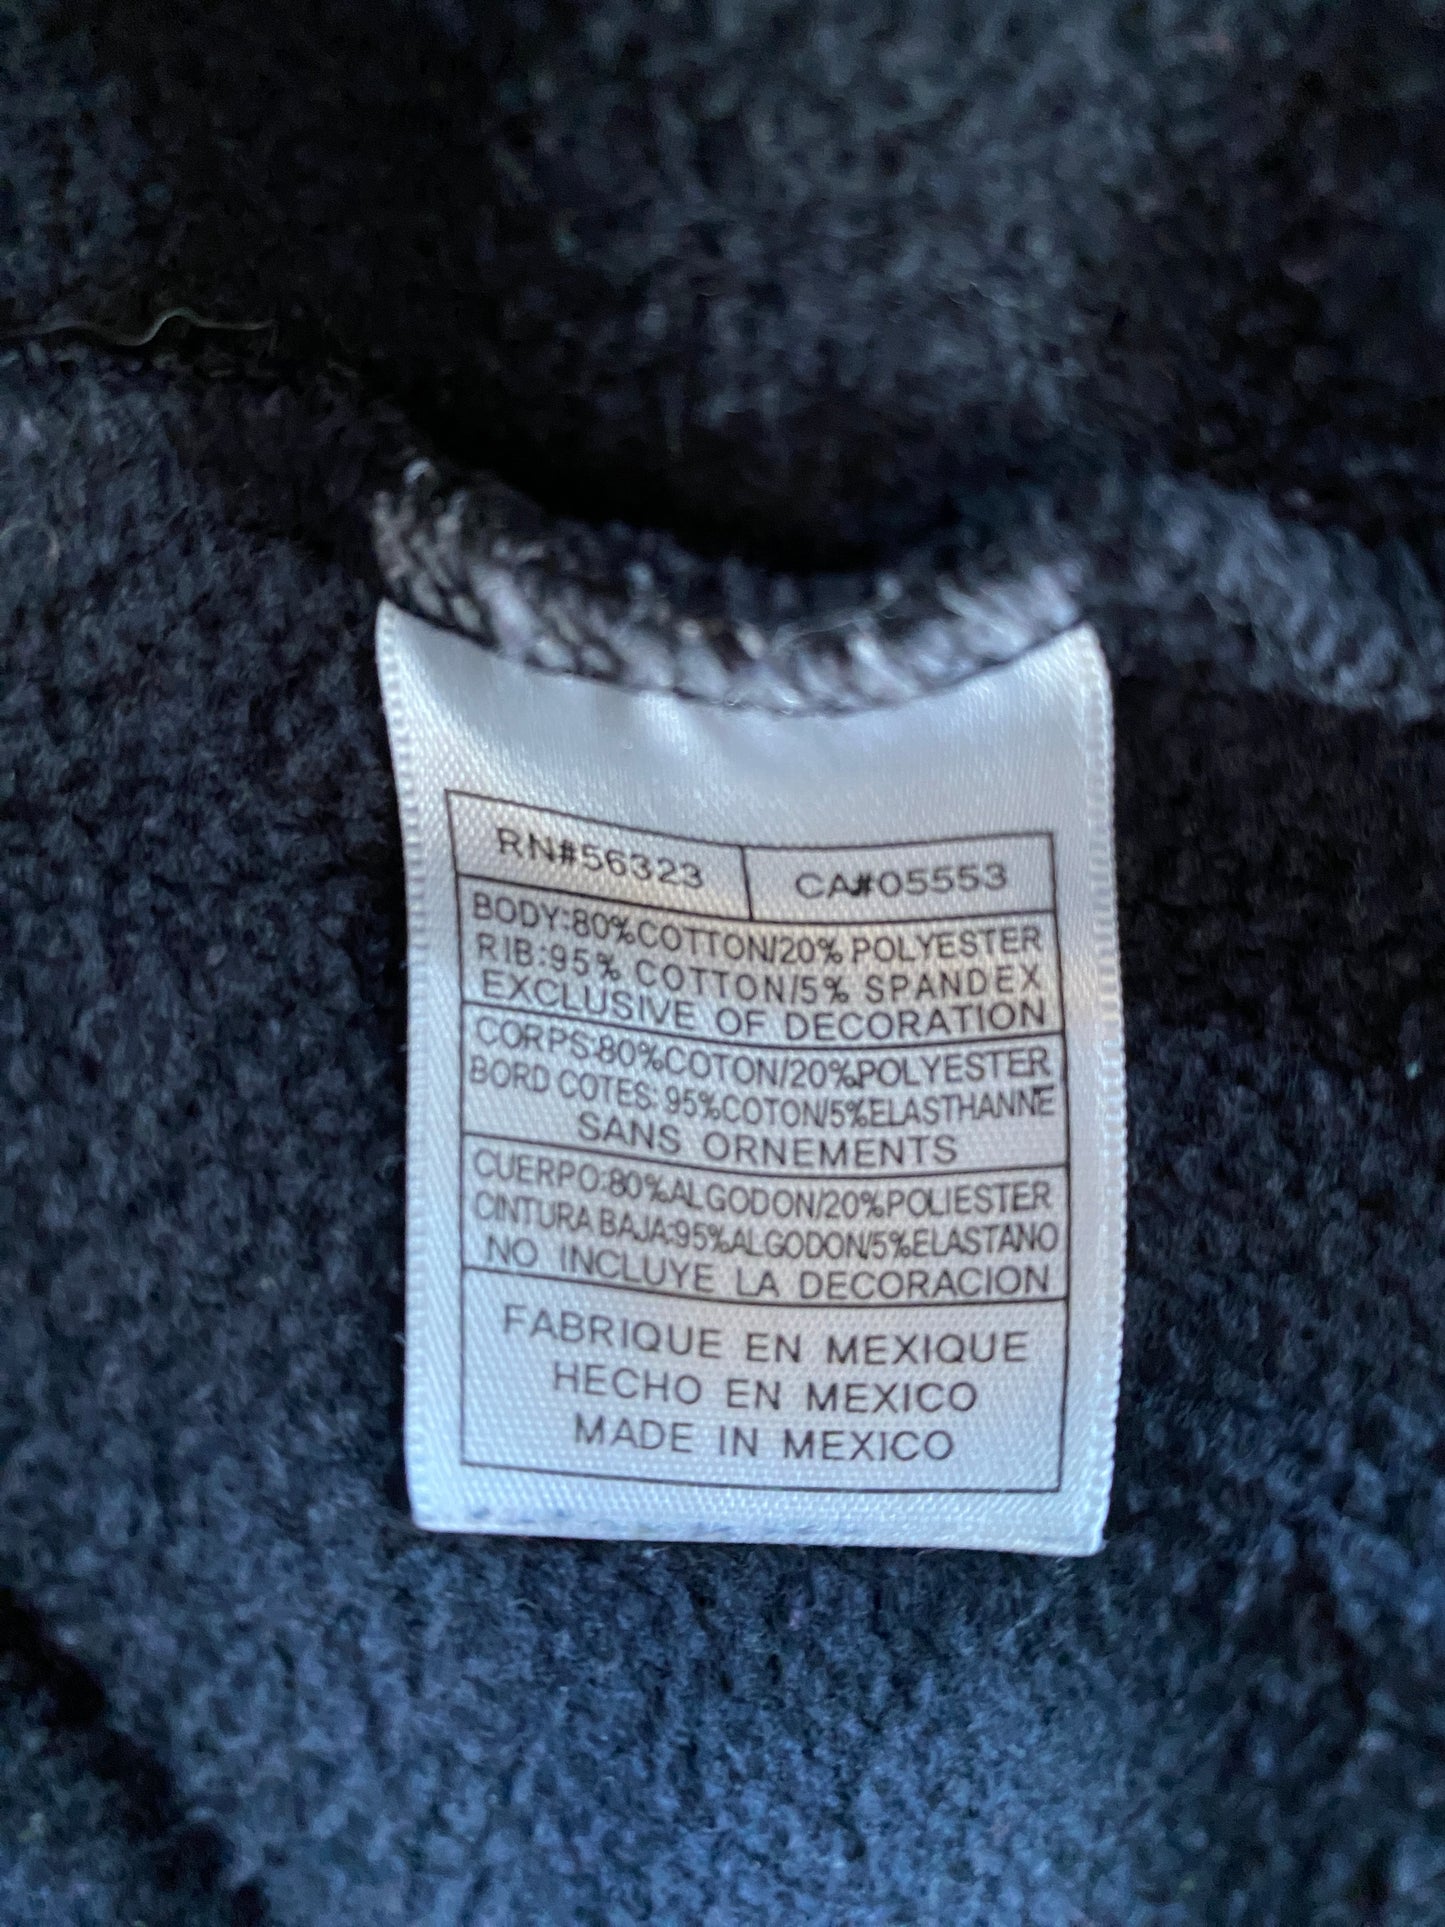 RN#56323 CA#05553
BODY:80%COTTON/20% POLYESTER
RIB:95% COTTON/5% SPANDEX
EXCLUSIVE OF DECORATION
CORPS:80%COTON/20%POLYESTER
BORD COTES: 95%COTON/5%ELASTHANNE
SANS ORNEMENTS
CUERPO:80%ALGODON/20%POLIESTER
CINTURA BAJA:95%ALGODON/5%ELASTANO
NO INCLUYE LA DECORACION
FABRIQUE EN MEXIQUE
HECHO EN MEXICO
MADE IN MEXICO